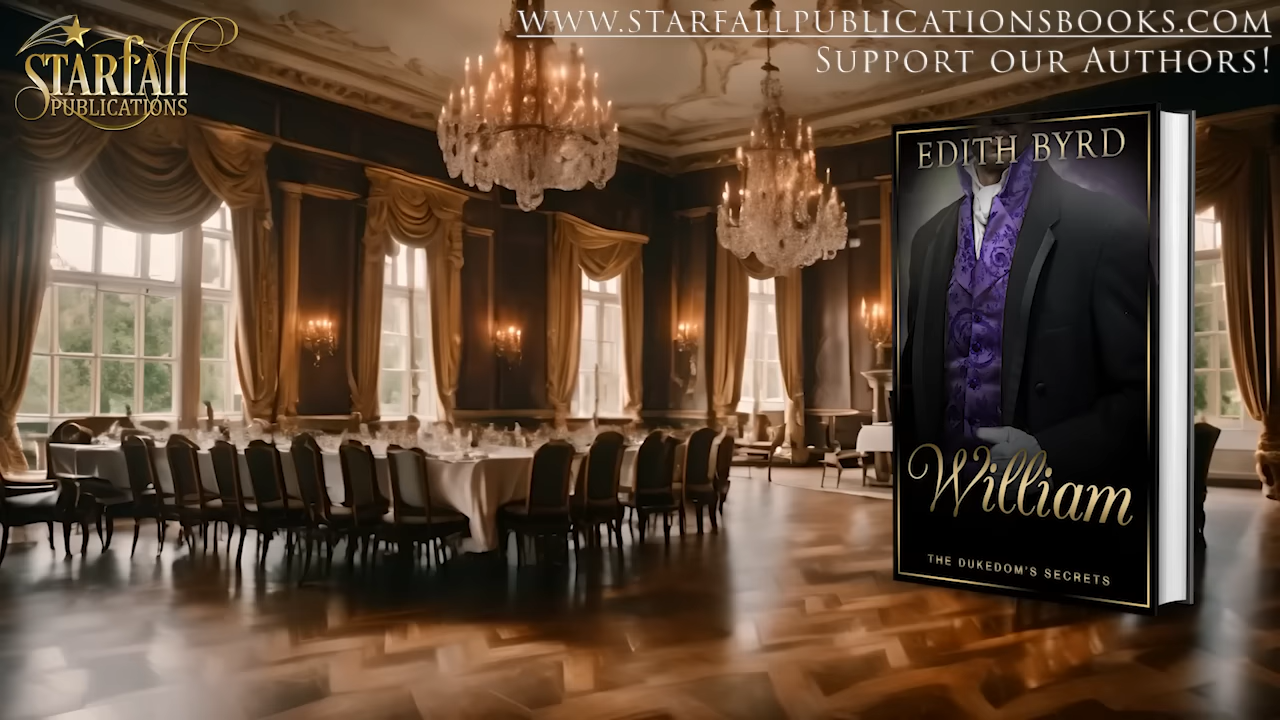 STARfall
PUBLICATIONS
WWW.STARFALLPUBLICATIONSBOOKS.COM
SUPPORT OUR AUTHORS!
EDITH BYRD
William
THE DUKEDOM'S SECRETS